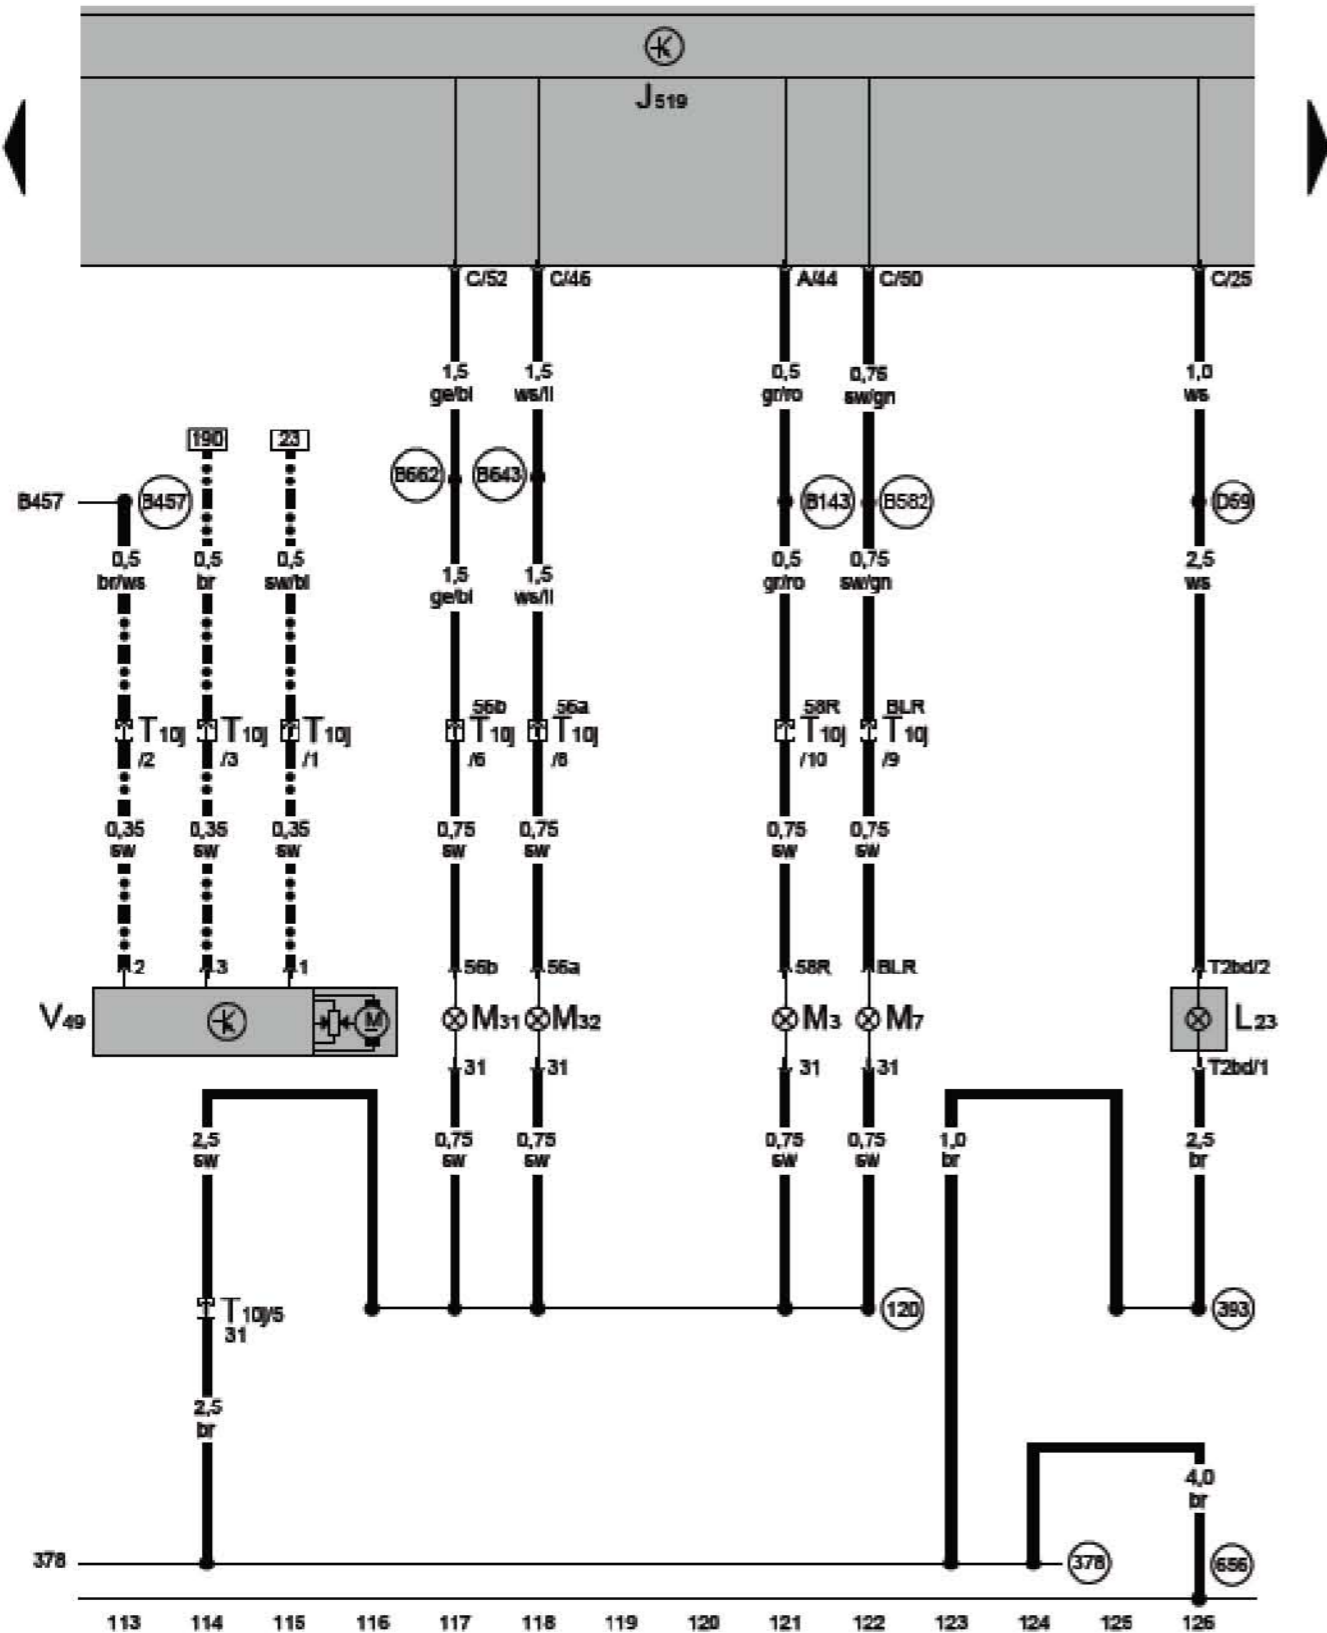 J519
C/52 C/46 A/44 C/50 C/25
1,5 1,5 0,5 0,75 1,0
ge/bl ws/li gr/ro sw/gn ws
190 23
B457 B457 B662 B643 B143 B582 D69
0,5 0,5 0,5 1,5 1,5 0,5 0,75 2,5
br/ws br sw/bl ge/bl ws/li gr/ro sw/gn ws
56b 56a 58R BLR
T10j T10j T10j T10j T10j T10j T10j
/2 /3 /1 /6 /8 /10 /9
0,35 0,35 0,35 0,75 0,75 0,75 0,75
sw sw sw sw sw sw sw
2 3 1 56b 56a 58R BLR T2bd/2
V49 M M31 M32 M3 M7 L23
31 31 31 31 T2bd/1
2,5 0,75 0,75 0,75 0,75 1,0 2,5
sw sw sw sw sw br br
T10j/5 120 393
31
2,5
br
4,0
br
378 378 656
113 114 115 116 117 118 119 120 121 122 123 124 125 126